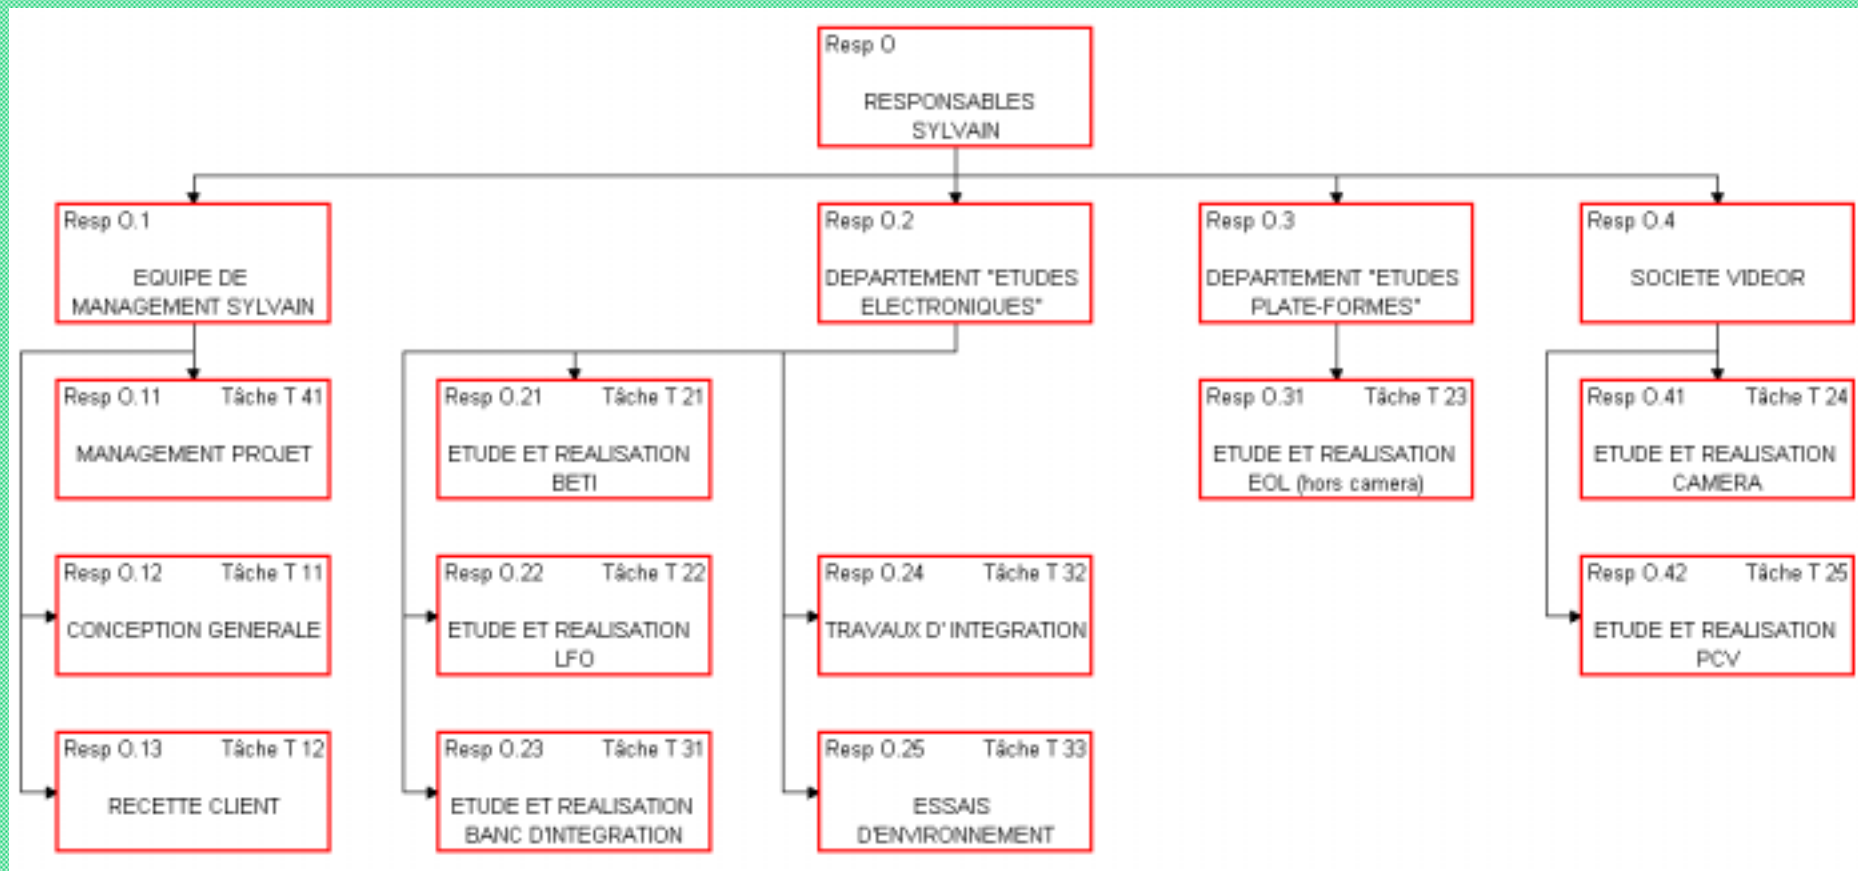 Resp O
RESPONSABLES
SYLVAIN
Resp O.1
EQUIPE DE
MANAGEMENT SYLVAIN
Resp O.2
DEPARTEMENT "ETUDES
ELECTRONIQUES"
Resp O.3
DEPARTEMENT "ETUDES
PLATE-FORMES"
Resp O.4
SOCIETE VIDEOR
Resp O.11 Tâche T 41
MANAGEMENT PROJET
Resp O.21 Tâche T 21
ETUDE ET REALISATION
BETI
Resp O.31 Tâche T 23
ETUDE ET REALISATION
EOL (hors camera)
Resp O.41 Tâche T 24
ETUDE ET REALISATION
CAMERA
Resp O.12 Tâche T 11
CONCEPTION GENERALE
Resp O.22 Tâche T 22
ETUDE ET REALISATION
LFO
Resp O.24 Tâche T 32
TRAVAUX D' INTEGRATION
Resp O.42 Tâche T 25
ETUDE ET REALISATION
PCV
Resp O.13 Tâche T 12
RECETTE CLIENT
Resp O.23 Tâche T 31
ETUDE ET REALISATION
BANC D'INTEGRATION
Resp O.25 Tâche T 33
ESSAIS
D'ENVIRONNEMENT